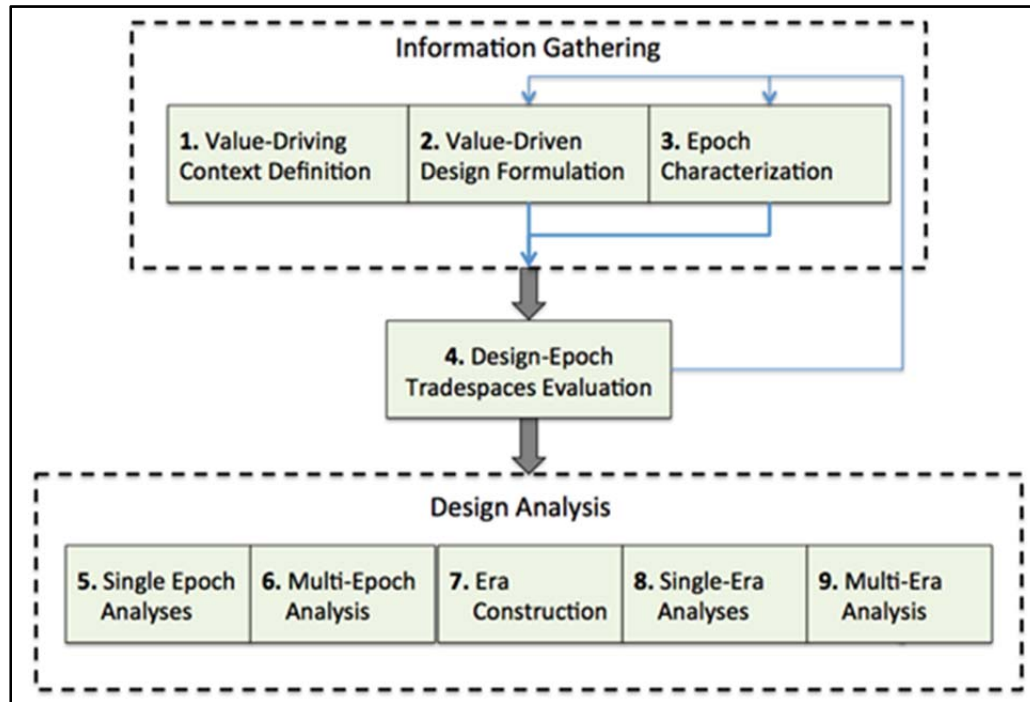 Information Gathering
1. Value-Driving
Context Definition
2. Value-Driven
Design Formulation
3. Epoch
Characterization
4. Design-Epoch
Tradespaces Evaluation
Design Analysis
5. Single Epoch
Analyses
6. Multi-Epoch
Analysis
7. Era
Construction
8. Single-Era
Analyses
9. Multi-Era
Analysis